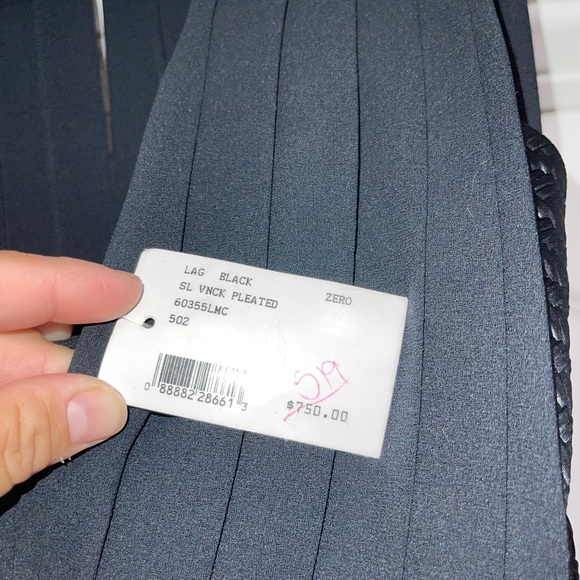 LAG BLACK
SL VNCK PLEATED ZERO
60355LMC
502
0 88882 28661 3
$750.00